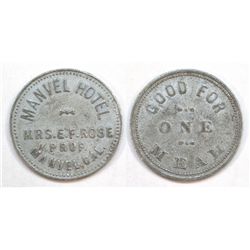 MANVEL HOTEL
MRS. E.F. ROSE
PROP.
MANVEL, CAL.
GOOD FOR
ONE
MEAL